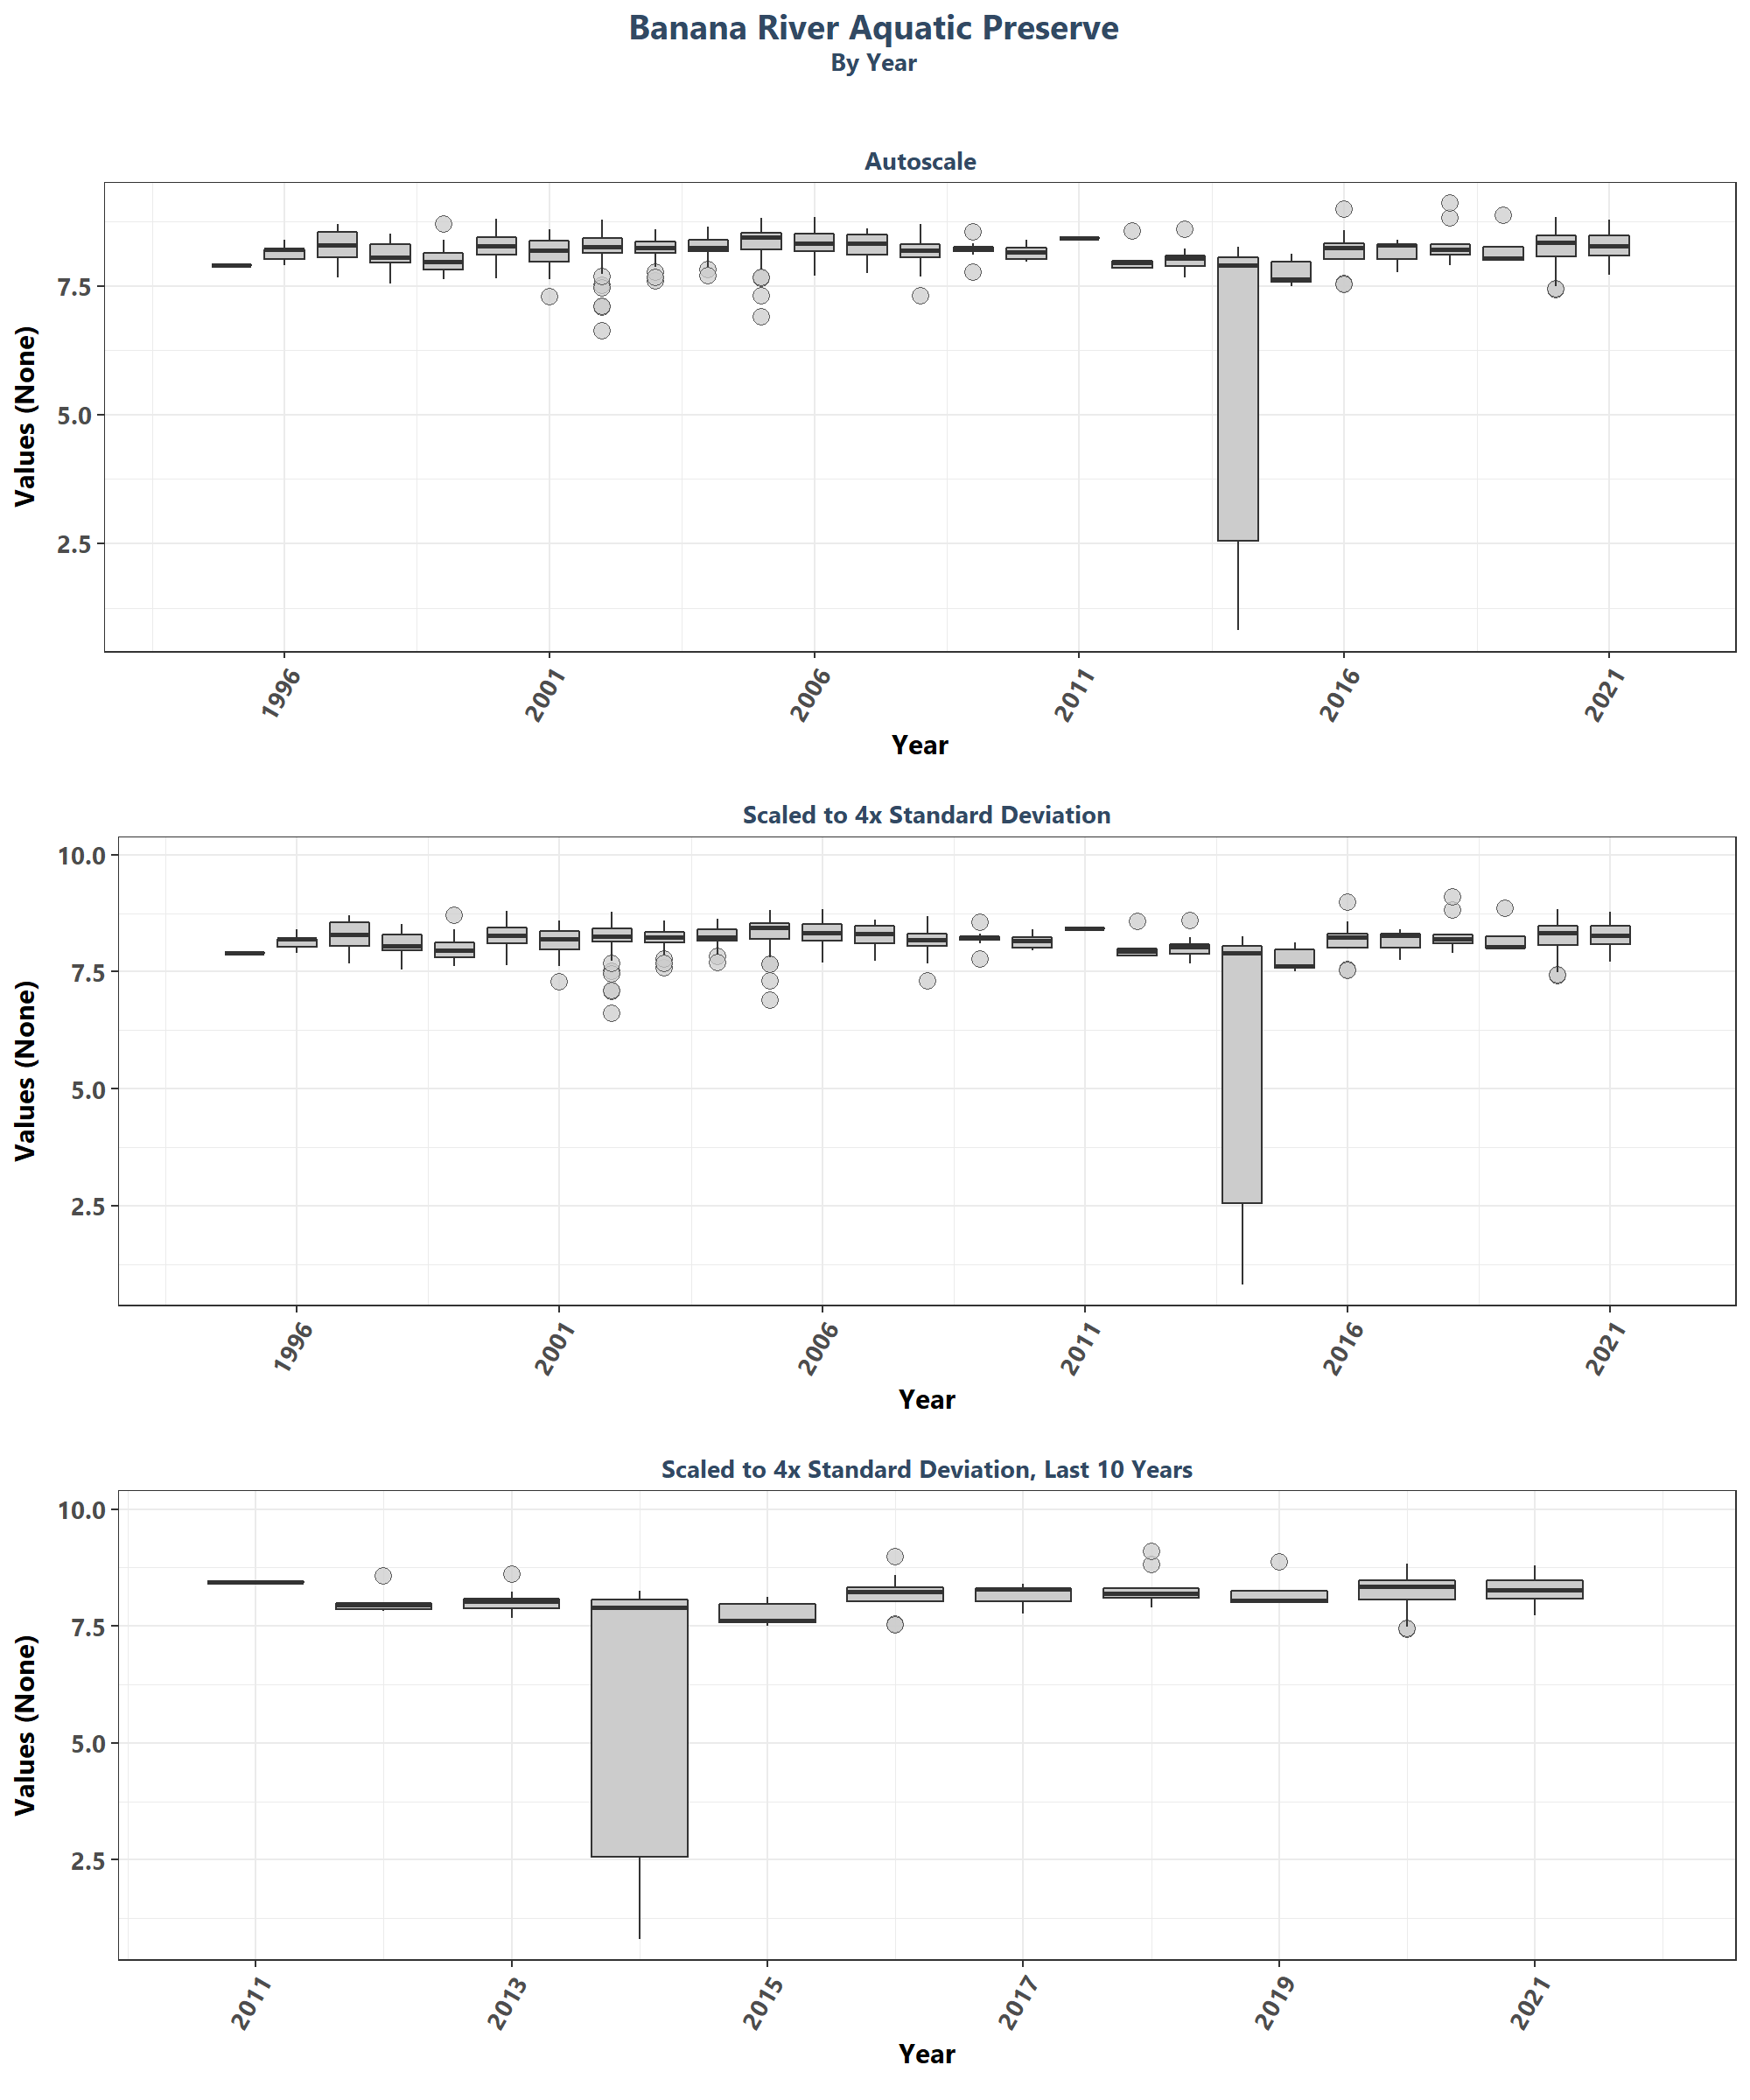 Banana River Aquatic Preserve
By Year
Autoscale
Values (None)
7.5
5.0
2.5
1996
2001
2006
2011
2016
2021
Year
Scaled to 4x Standard Deviation
Values (None)
10.0
7.5
5.0
2.5
1996
2001
2006
2011
2016
2021
Year
Scaled to 4x Standard Deviation, Last 10 Years
Values (None)
10.0
7.5
5.0
2.5
2011
2013
2015
2017
2019
2021
Year